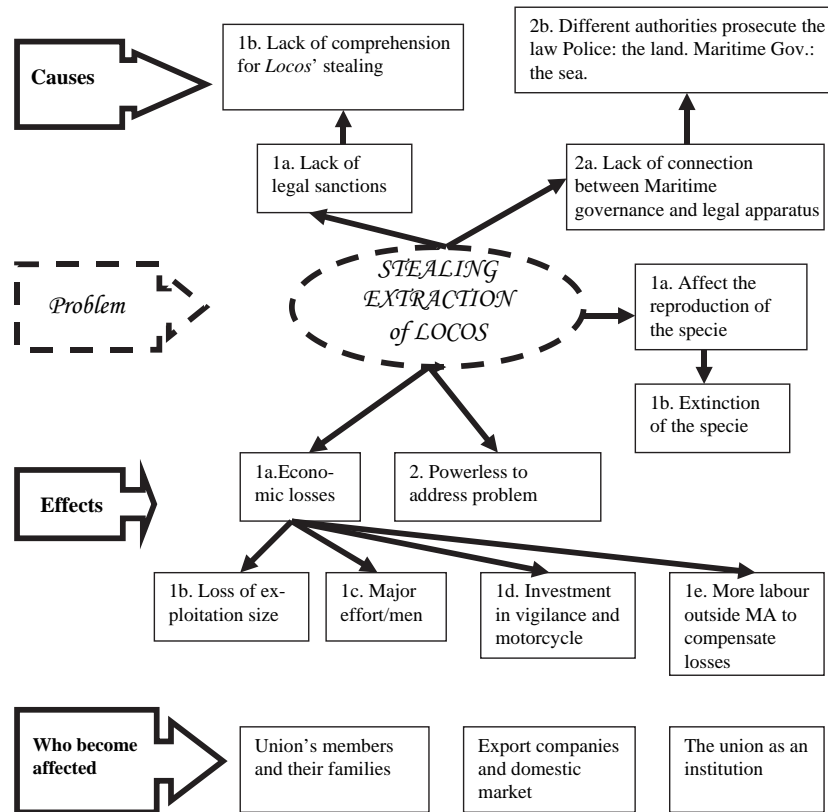 Causes
1b. Lack of comprehension
for Locos’ stealing
2b. Different authorities prosecute the
law Police: the land. Maritime Gov.:
the sea.
1a. Lack of
legal sanctions
2a. Lack of connection
between Maritime
governance and legal apparatus
Problem
STEALING
EXTRACTION
of LOCOS
1a. Affect the
reproduction of
the specie
1b. Extinction
of the specie
Effects
1a.Econo-
mic losses
2. Powerless to
address problem
1b. Loss of ex-
ploitation size
1c. Major
effort/men
1d. Investment
in vigilance and
motorcycle
1e. More labour
outside MA to
compensate
losses
Who become
affected
Union’s members
and their families
Export companies
and domestic
market
The union as an
institution